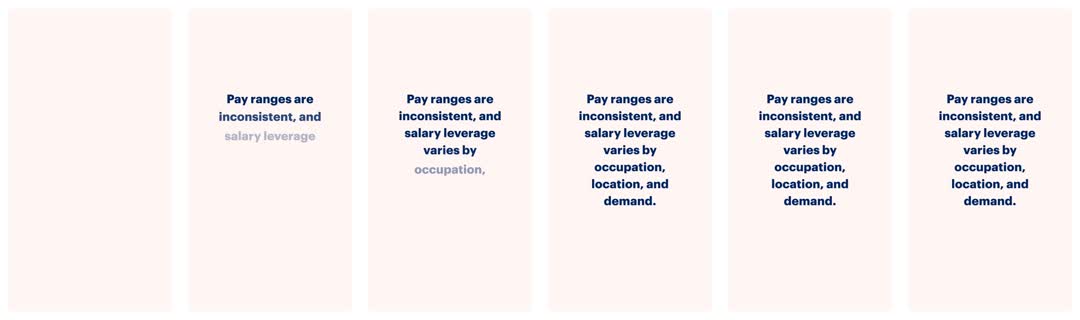 Pay ranges are
inconsistent, and
salary leverage
Pay ranges are
inconsistent, and
salary leverage
varies by
occupation,
Pay ranges are
inconsistent, and
salary leverage
varies by
occupation,
location, and
demand.
Pay ranges are
inconsistent, and
salary leverage
varies by
occupation,
location, and
demand.
Pay ranges are
inconsistent, and
salary leverage
varies by
occupation,
location, and
demand.